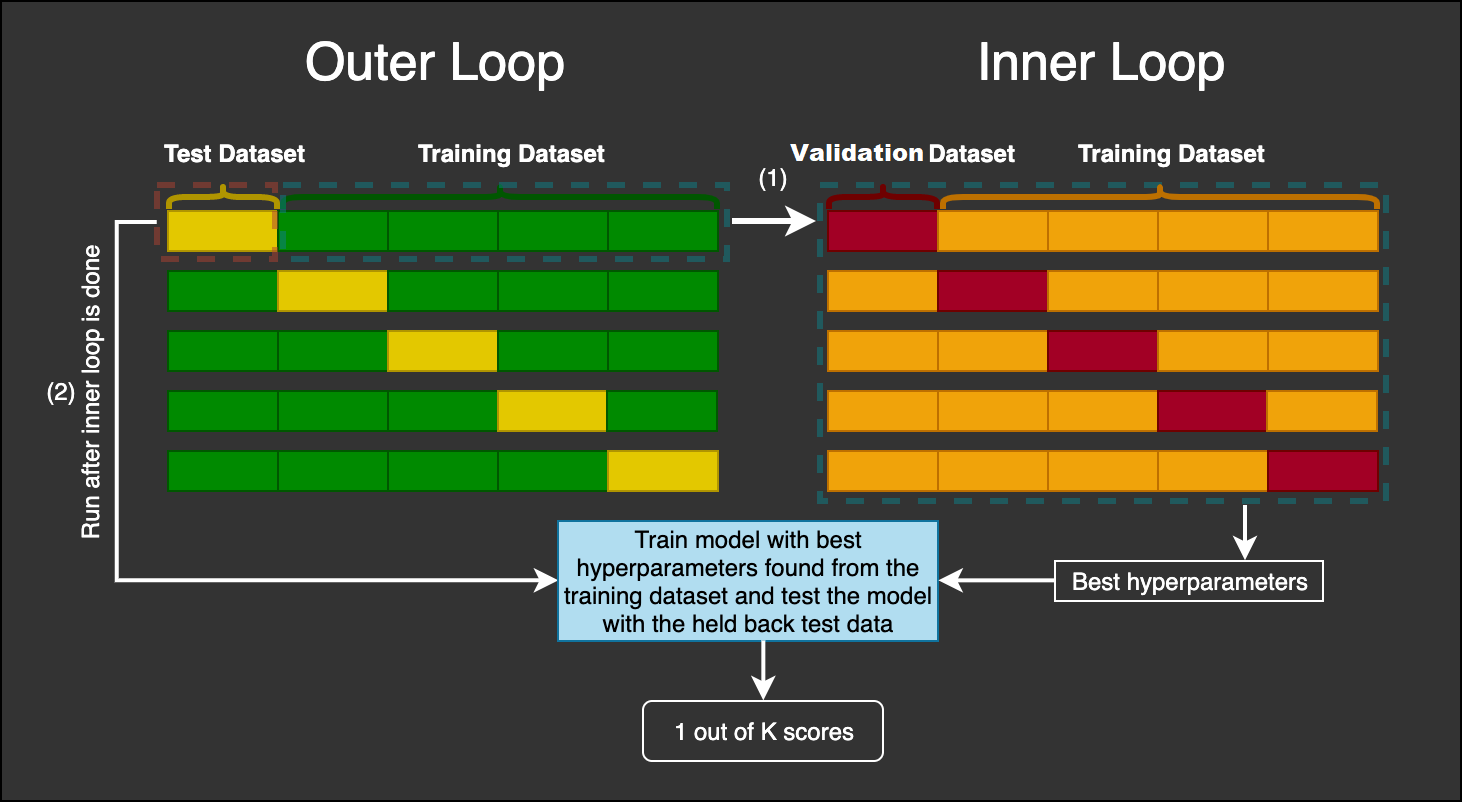 Outer Loop
Inner Loop
Test Dataset
Training Dataset
Validation Dataset
Training Dataset
(1)
(2)
Run after inner loop is done
Train model with best
hyperparameters found from the
training dataset and test the model
with the held back test data
Best hyperparameters
1 out of K scores